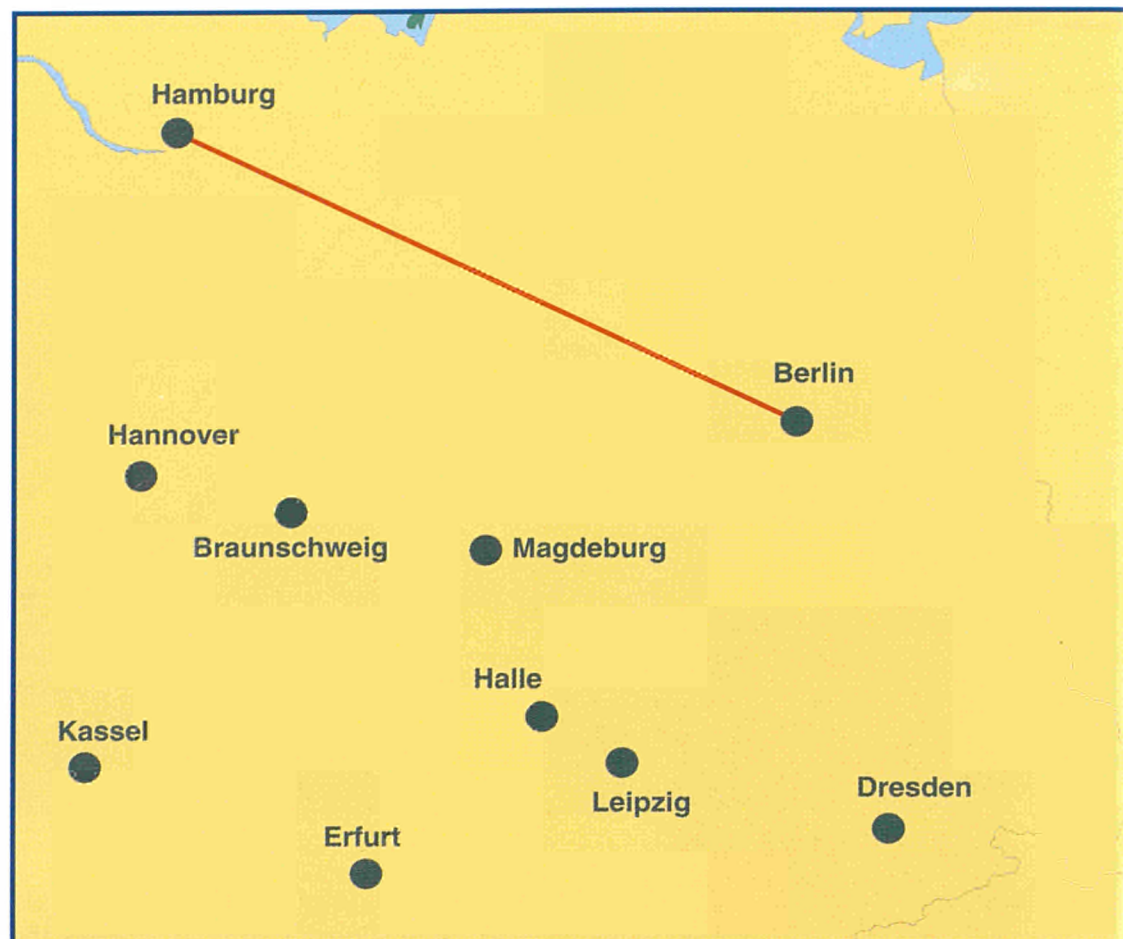 Hamburg
Berlin
Hannover
Braunschweig
Magdeburg
Halle
Kassel
Leipzig
Dresden
Erfurt